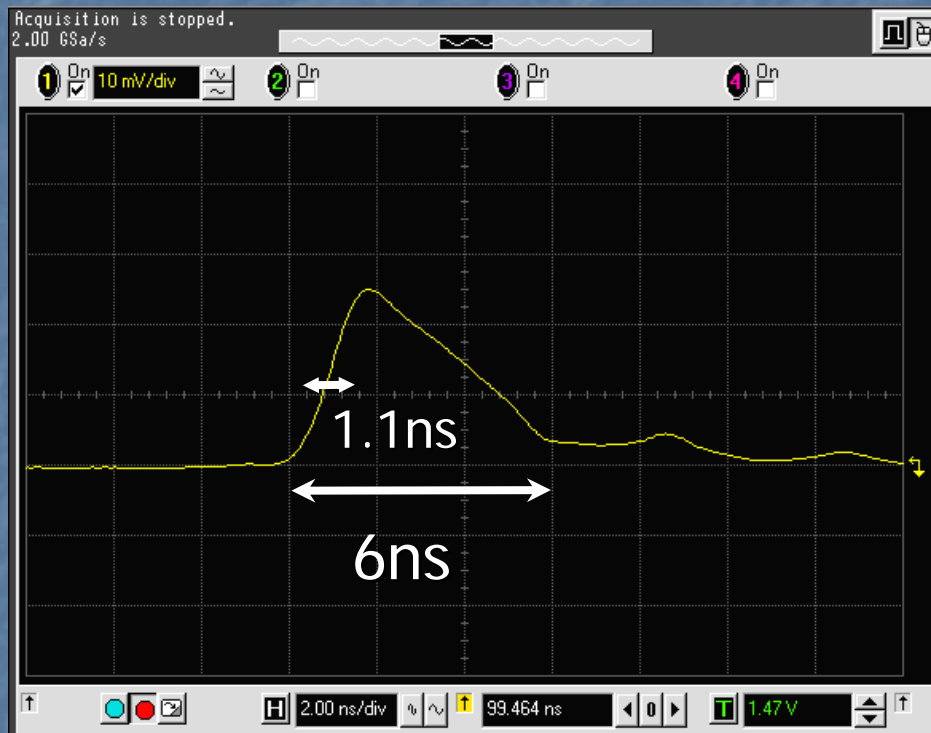 Acquisition is stopped.
2.00 GSa/s
1 On 10 mV/div 2 On 3 On 4 On
1.1ns
6ns
H 2.00 ns/div 99.464 ns 0 T 1.47 V